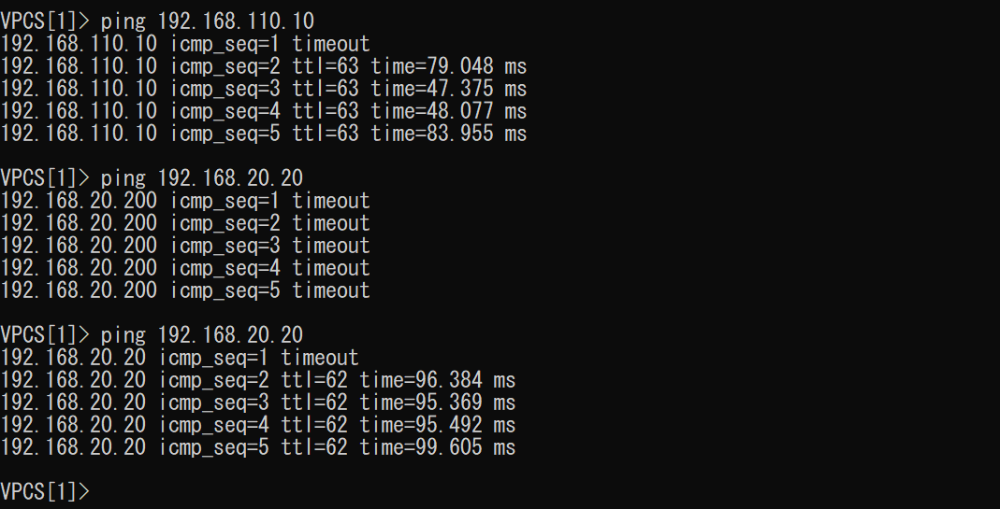 VPCS[1]> ping 192.168.110.10
192.168.110.10 icmp_seq=1 timeout
192.168.110.10 icmp_seq=2 ttl=63 time=79.048 ms
192.168.110.10 icmp_seq=3 ttl=63 time=47.375 ms
192.168.110.10 icmp_seq=4 ttl=63 time=48.077 ms
192.168.110.10 icmp_seq=5 ttl=63 time=83.955 ms
VPCS[1]> ping 192.168.20.20
192.168.20.200 icmp_seq=1 timeout
192.168.20.200 icmp_seq=2 timeout
192.168.20.200 icmp_seq=3 timeout
192.168.20.200 icmp_seq=4 timeout
192.168.20.200 icmp_seq=5 timeout
VPCS[1]> ping 192.168.20.20
192.168.20.20 icmp_seq=1 timeout
192.168.20.20 icmp_seq=2 ttl=62 time=96.384 ms
192.168.20.20 icmp_seq=3 ttl=62 time=95.369 ms
192.168.20.20 icmp_seq=4 ttl=62 time=95.492 ms
192.168.20.20 icmp_seq=5 ttl=62 time=99.605 ms
VPCS[1]>